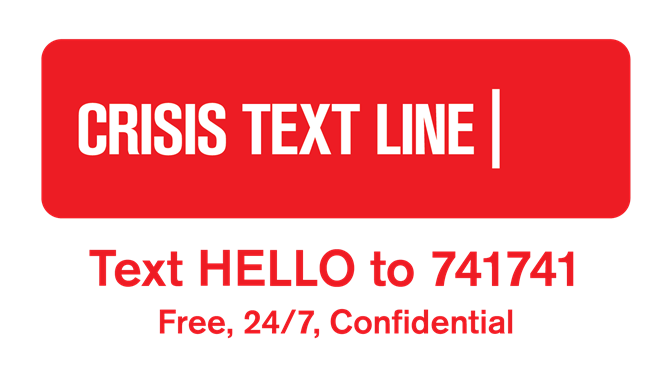 CRISIS TEXT LINE |
Text HELLO to 741741
Free, 24/7, Confidential